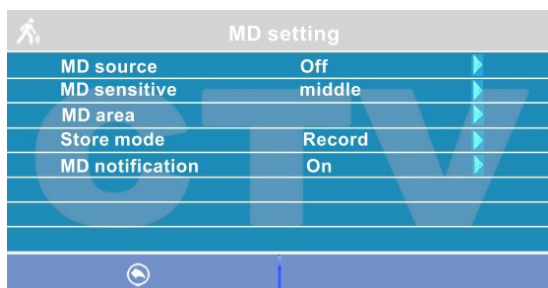 MD setting
MD source Off
MD sensitive middle
MD area
Store mode Record
MD notification On
CTV